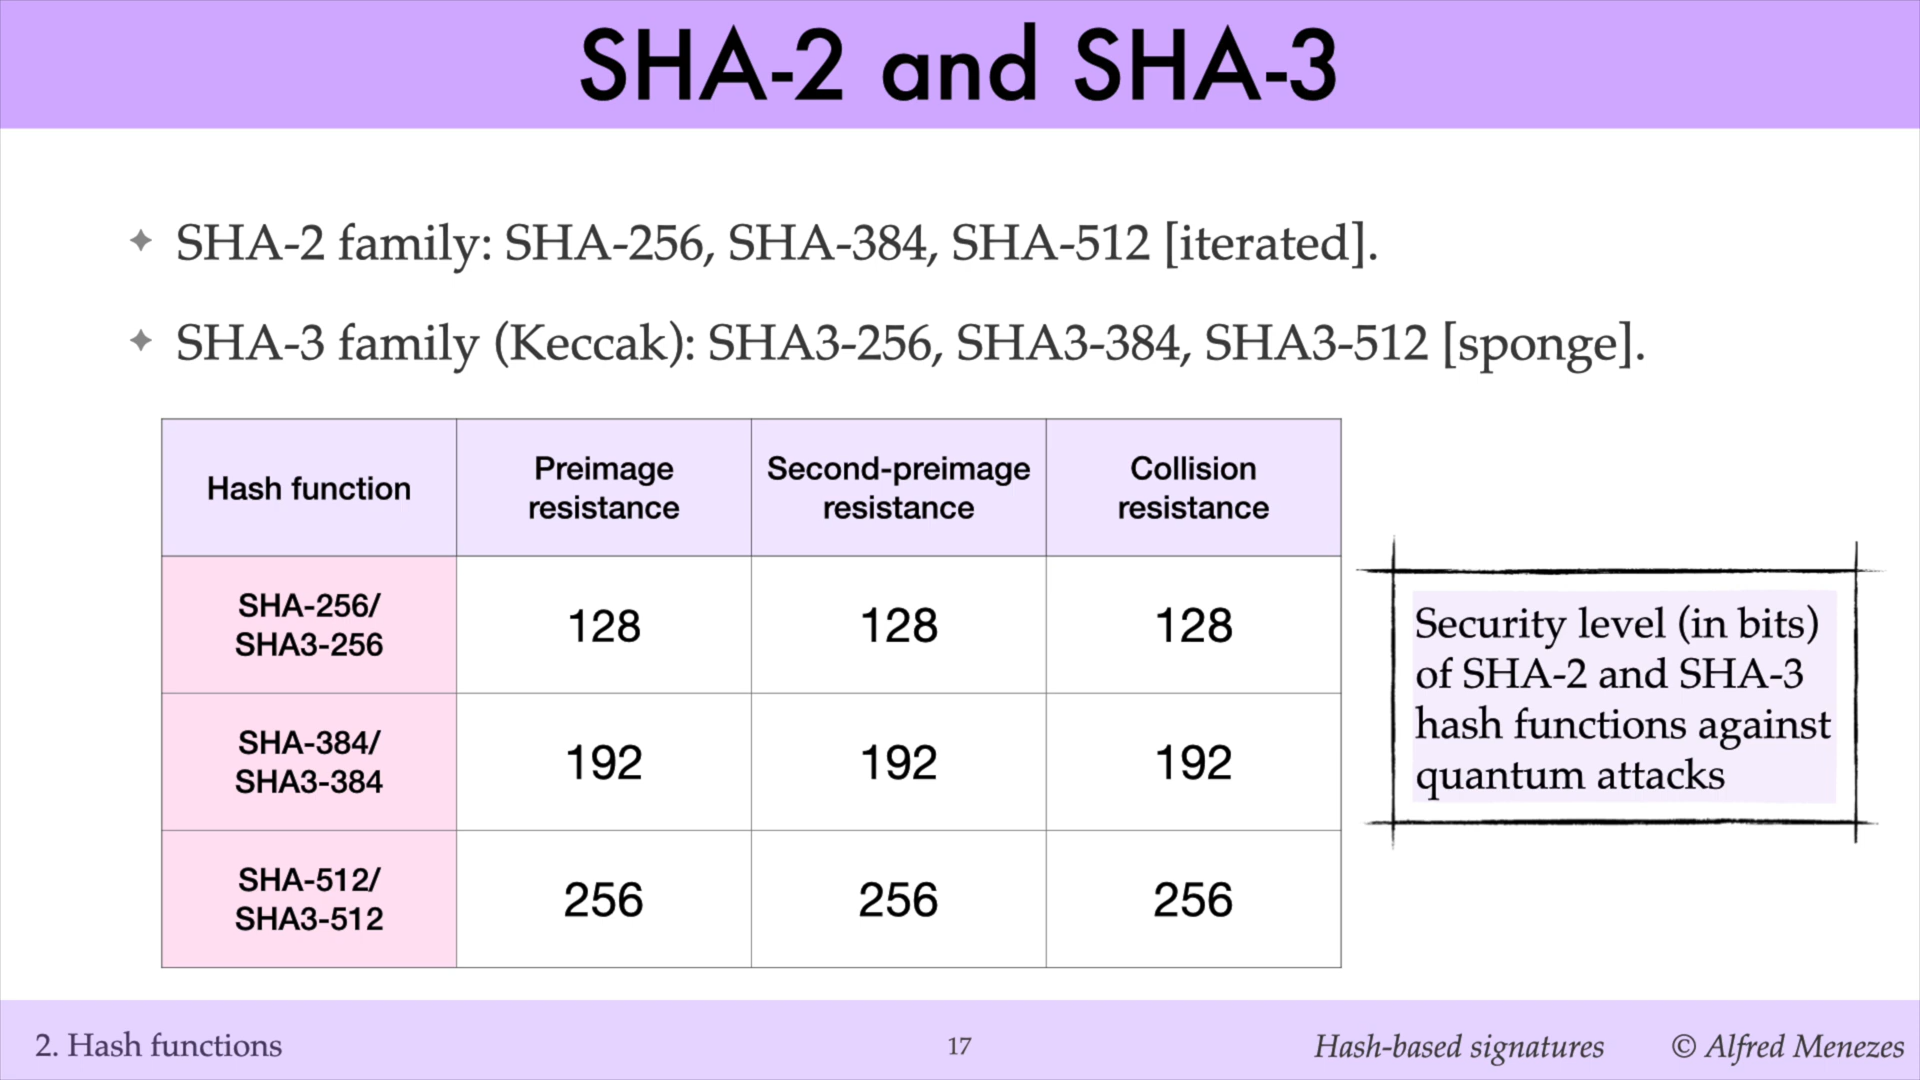 SHA-2 and SHA-3
SHA-2 family: SHA-256, SHA-384, SHA-512 [iterated].
SHA-3 family (Keccak): SHA3-256, SHA3-384, SHA3-512 [sponge].
Hash function
Preimage
resistance
Second-preimage
resistance
Collision
resistance
SHA-256/
SHA3-256
128
128
128
SHA-384/
SHA3-384
192
192
192
SHA-512/
SHA3-512
256
256
256
Security level (in bits)
of SHA-2 and SHA-3
hash functions against
quantum attacks
2. Hash functions
17
Hash-based signatures
© Alfred Menezes